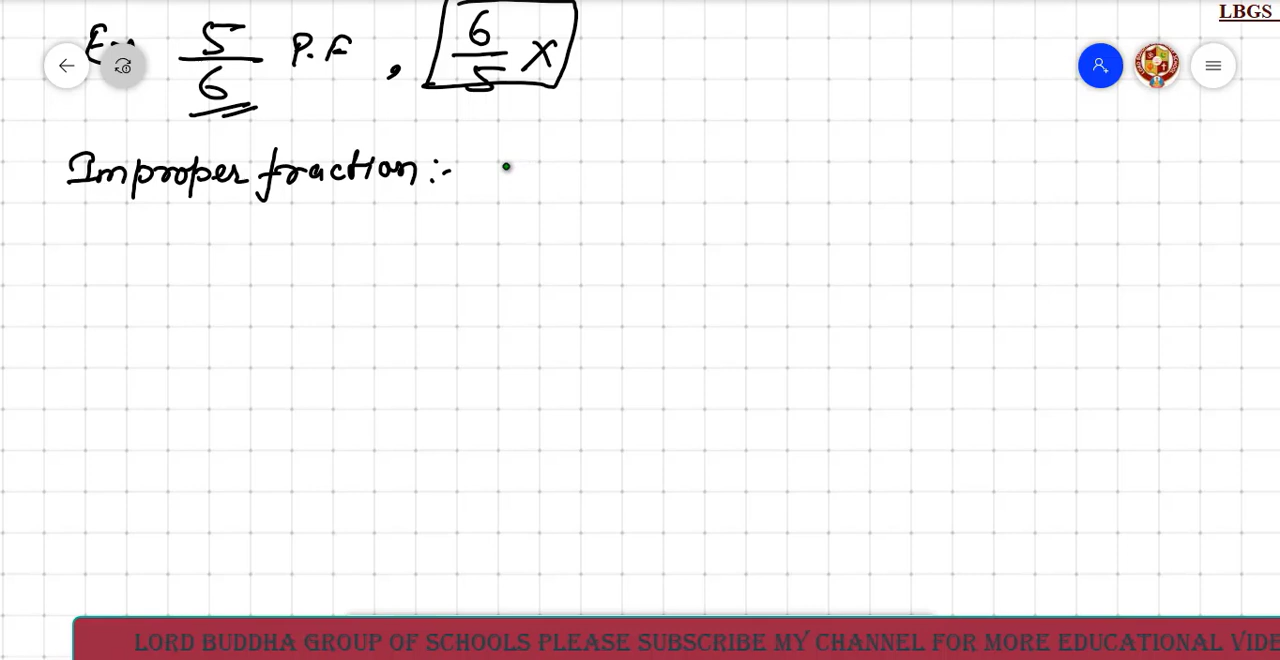 LBGS
Ex 5/6 P.F , 6/5 X
Improper fraction :-
LORD BUDDHA GROUP OF SCHOOLS PLEASE SUBSCRIBE MY CHANNEL FOR MORE EDUCATIONAL VIDE